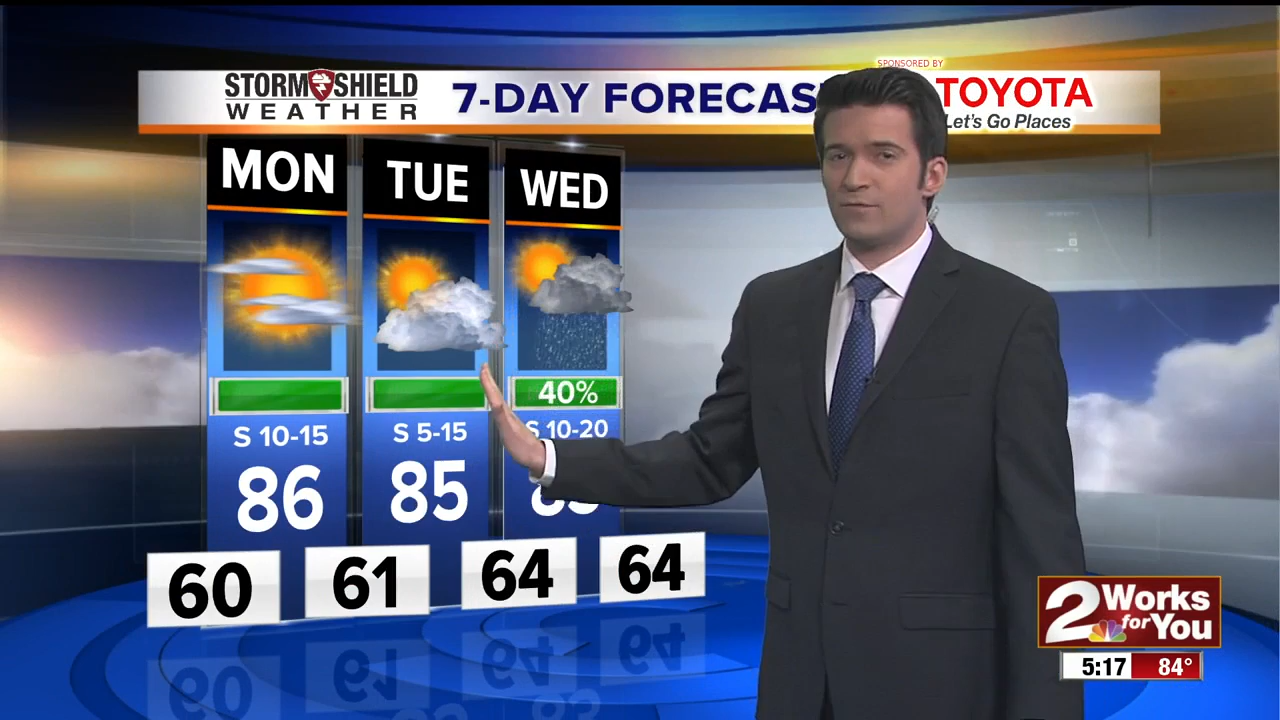 SPONSORED BY
STORM SHIELD
WEATHER
7-DAY FORECAS
TOYOTA
Let's Go Places
MON
TUE
WED
40%
S 10-15
S 5-15
S 10-20
86
85
60
61
64
64
2 Works
for You
5:17
84°